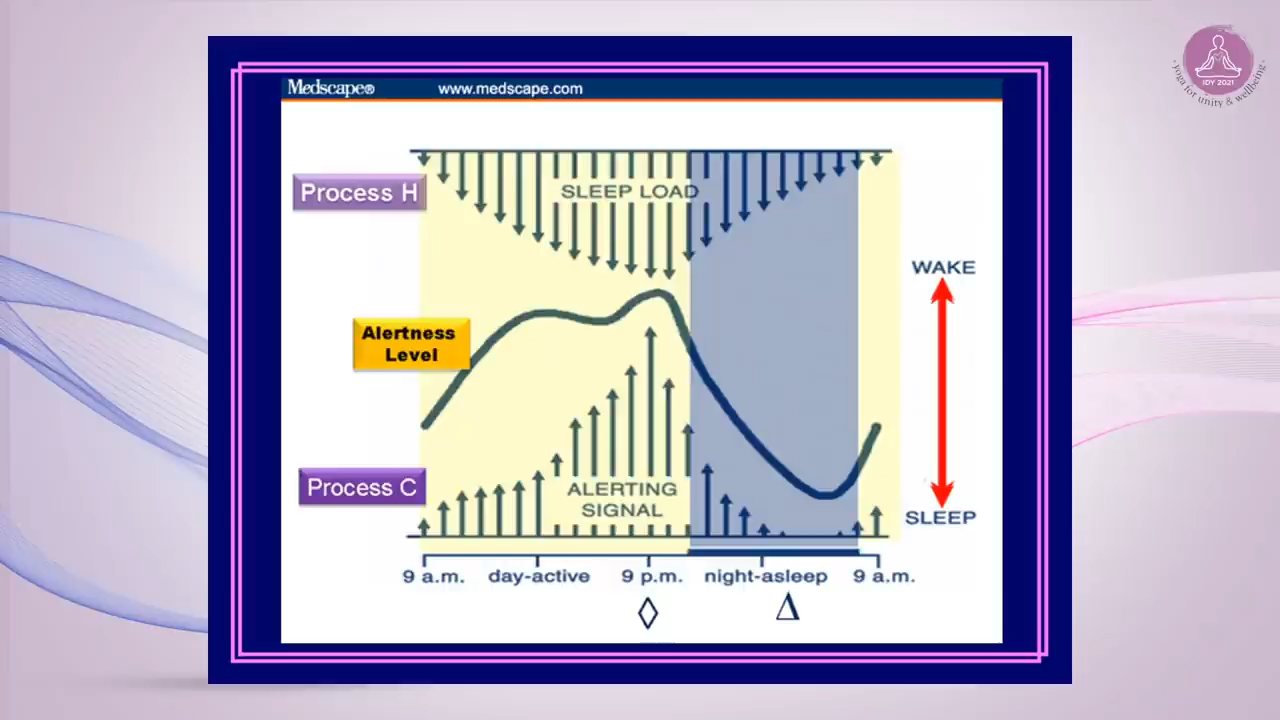 Medscape® www.medscape.com
IDY 2021
yoga for unity & wellbeing
Process H
SLEEP LOAD
WAKE
Alertness
Level
Process C
ALERTING
SIGNAL
SLEEP
9 a.m. day-active 9 p.m. night-asleep 9 a.m.
◊ Δ